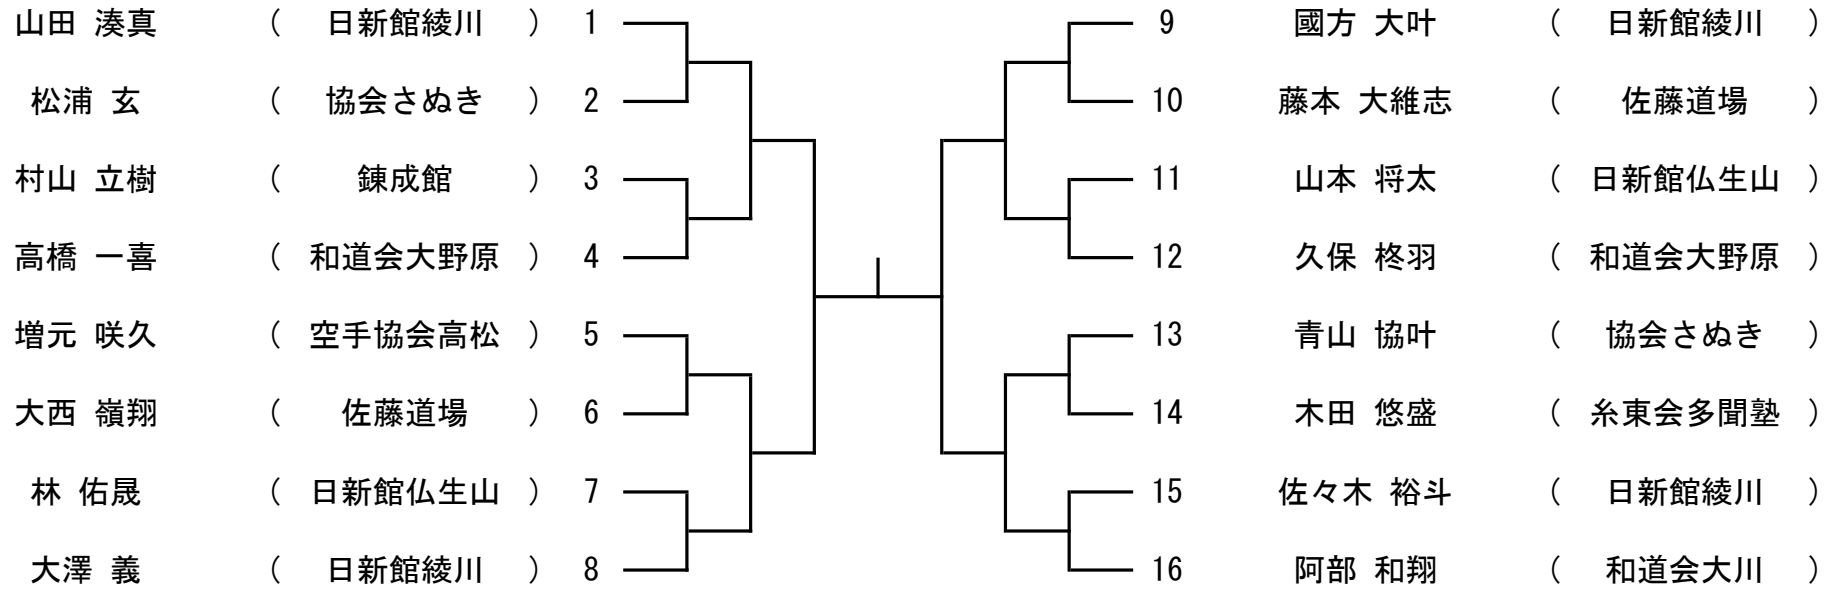 山田 湊真 ( 日新館綾川 ) 1
松浦 玄 ( 協会さぬき ) 2
村山 立樹 ( 錬成館 ) 3
高橋 一喜 ( 和道会大野原 ) 4
増元 咲久 ( 空手協会高松 ) 5
大西 嶺翔 ( 佐藤道場 ) 6
林 佑晟 ( 日新館仏生山 ) 7
大澤 義 ( 日新館綾川 ) 8
9 國方 大叶 ( 日新館綾川 )
10 藤本 大維志 ( 佐藤道場 )
11 山本 将太 ( 日新館仏生山 )
12 久保 柊羽 ( 和道会大野原 )
13 青山 協叶 ( 協会さぬき )
14 木田 悠盛 ( 糸東会多聞塾 )
15 佐々木 裕斗 ( 日新館綾川 )
16 阿部 和翔 ( 和道会大川 )